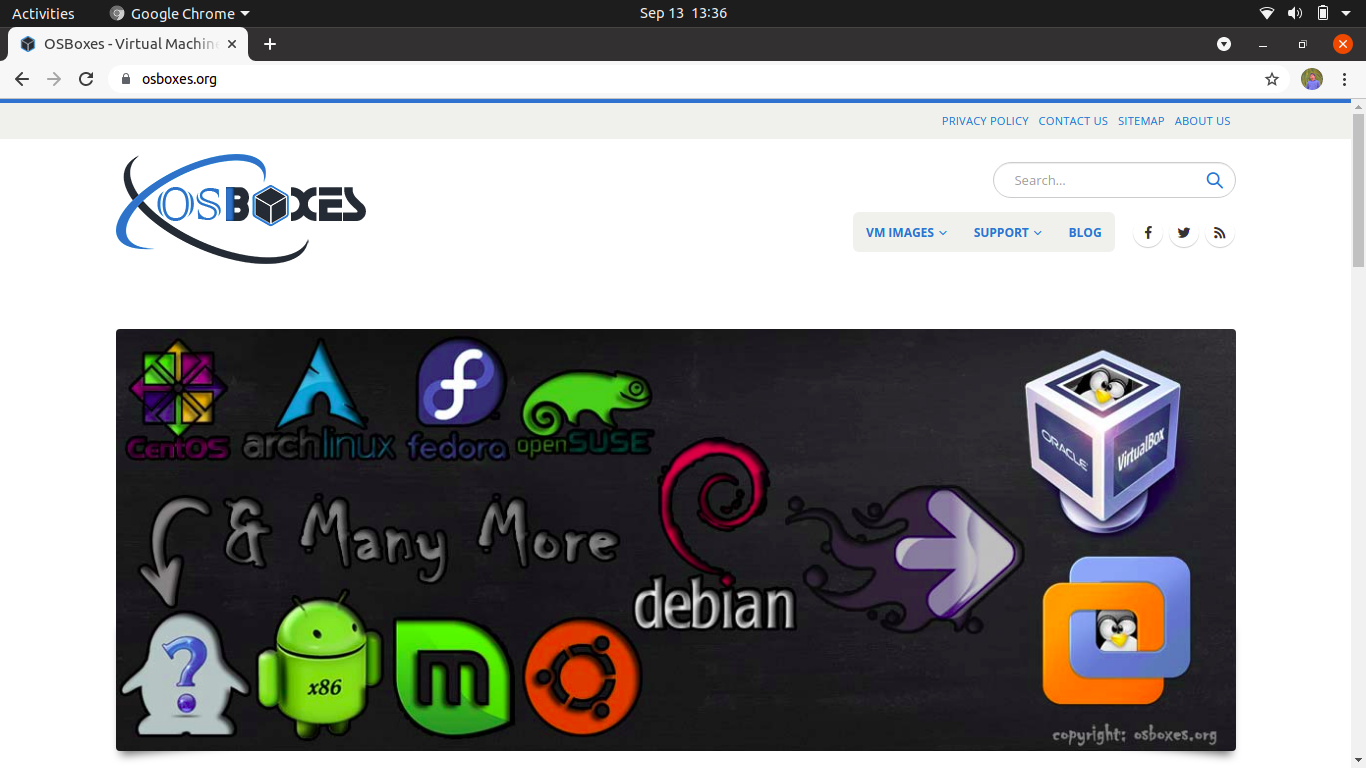 Activities
Google Chrome
Sep 13 13:36
OSBoxes - Virtual Machin
osboxes.org
PRIVACY POLICY CONTACT US SITEMAP ABOUT US
OSBOXES
Search...
VM IMAGES SUPPORT BLOG
CentOS archlinux fedora openSUSE
ORACLE VirtualBox
& Many More
debian
?
x86
copyright: osboxes.org